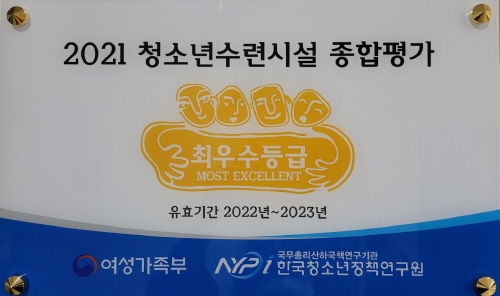 2021 청소년수련시설 종합평가
최우수등급
MOST EXCELLENT
유효기간 2022년~2023년
여성가족부
NYPi
국무총리산하국책연구기관
한국청소년정책연구원